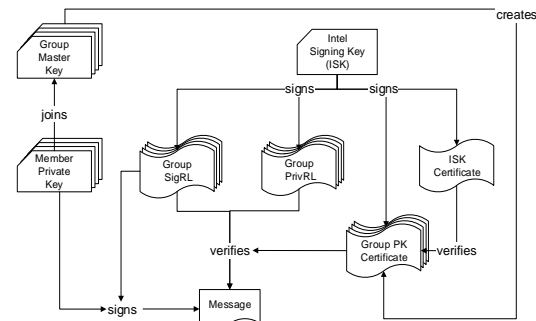 creates
Group
Master
Key
Intel
Signing Key
(ISK)
signs
signs
joins
Member
Private
Key
Group
SigRL
Group
PrivRL
ISK
Certificate
verifies
Group PK
Certificate
verifies
signs
Message